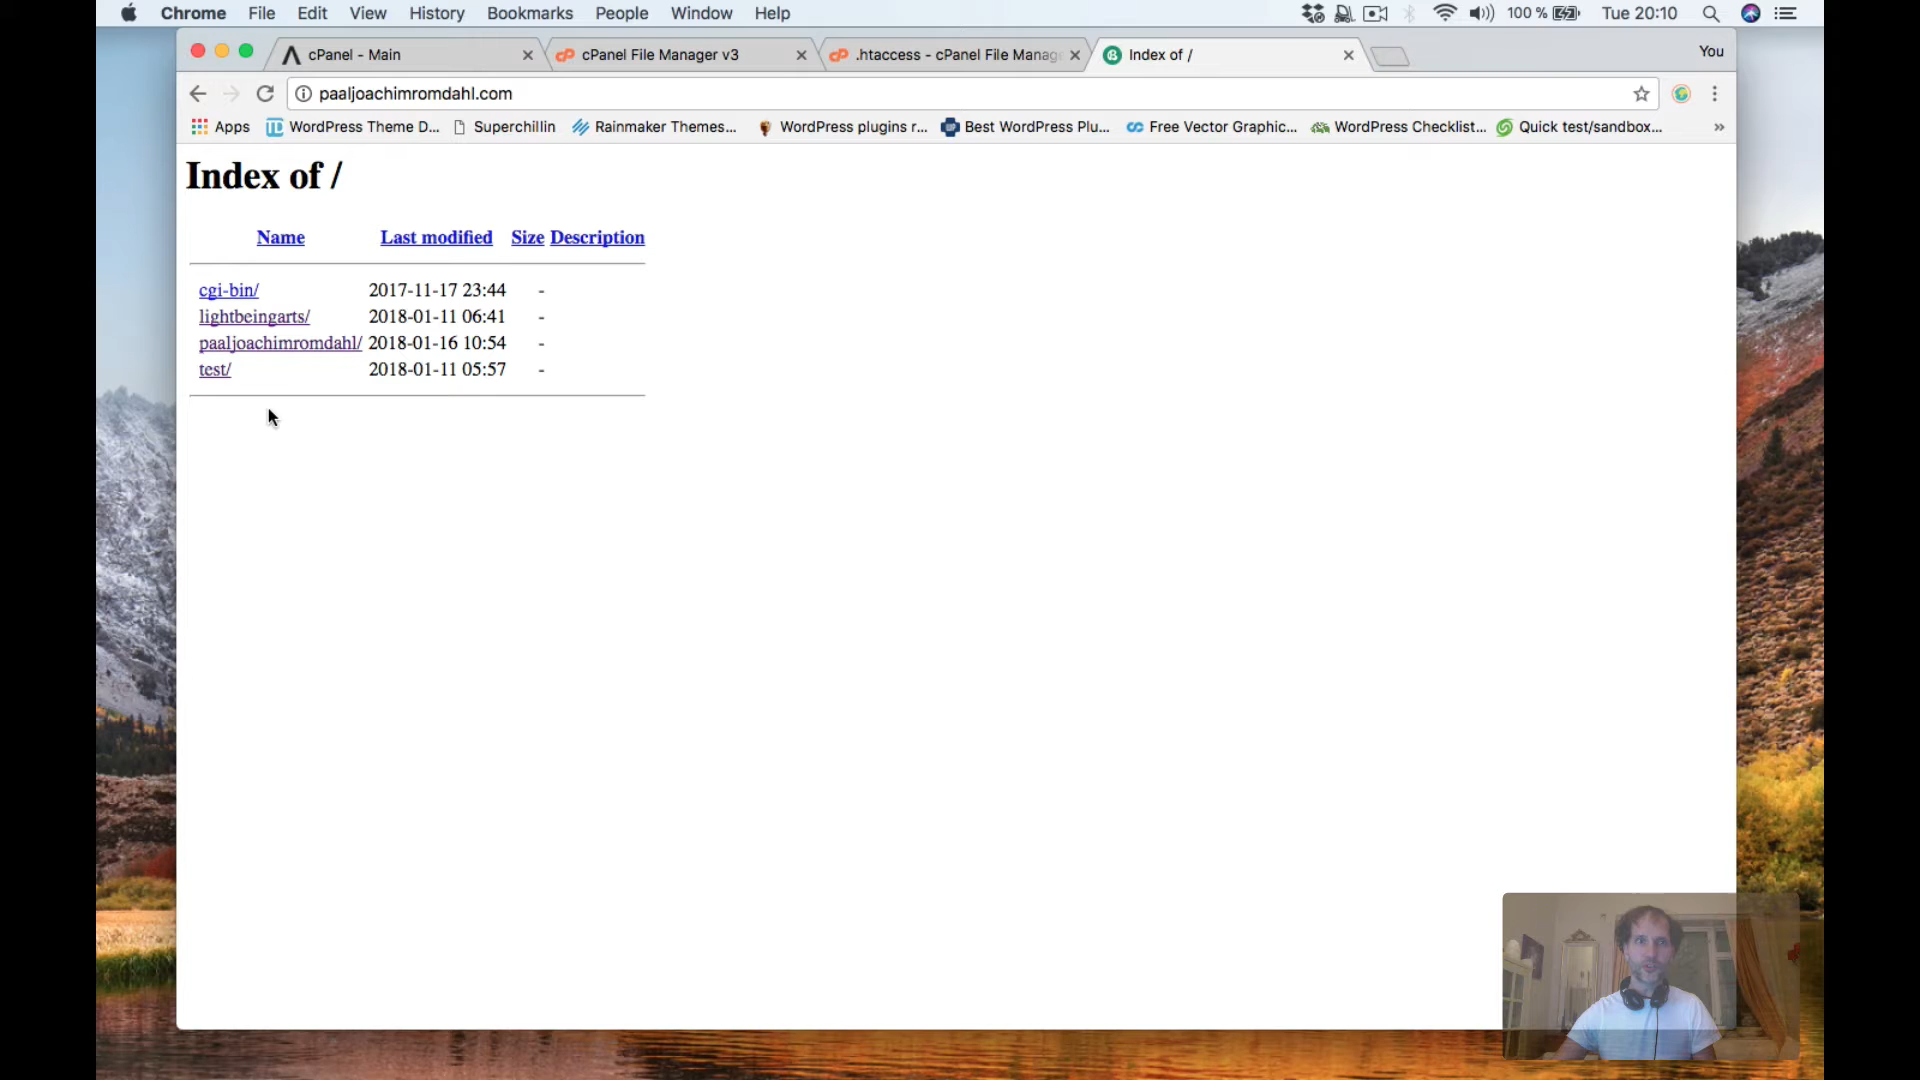 Chrome File Edit View History Bookmarks People Window Help 100 % Tue 20:10
cPanel - Main cPanel File Manager v3 .htaccess - cPanel File Manag Index of / You
paaljoachimromdahl.com
Apps WordPress Theme D... Superchillin Rainmaker Themes... WordPress plugins r... Best WordPress Plu... Free Vector Graphic... WordPress Checklist... Quick test/sandbox... »
Index of /
Name Last modified Size Description
cgi-bin/ 2017-11-17 23:44 -
lightbeingarts/ 2018-01-11 06:41 -
paaljoachimromdahl/ 2018-01-16 10:54 -
test/ 2018-01-11 05:57 -